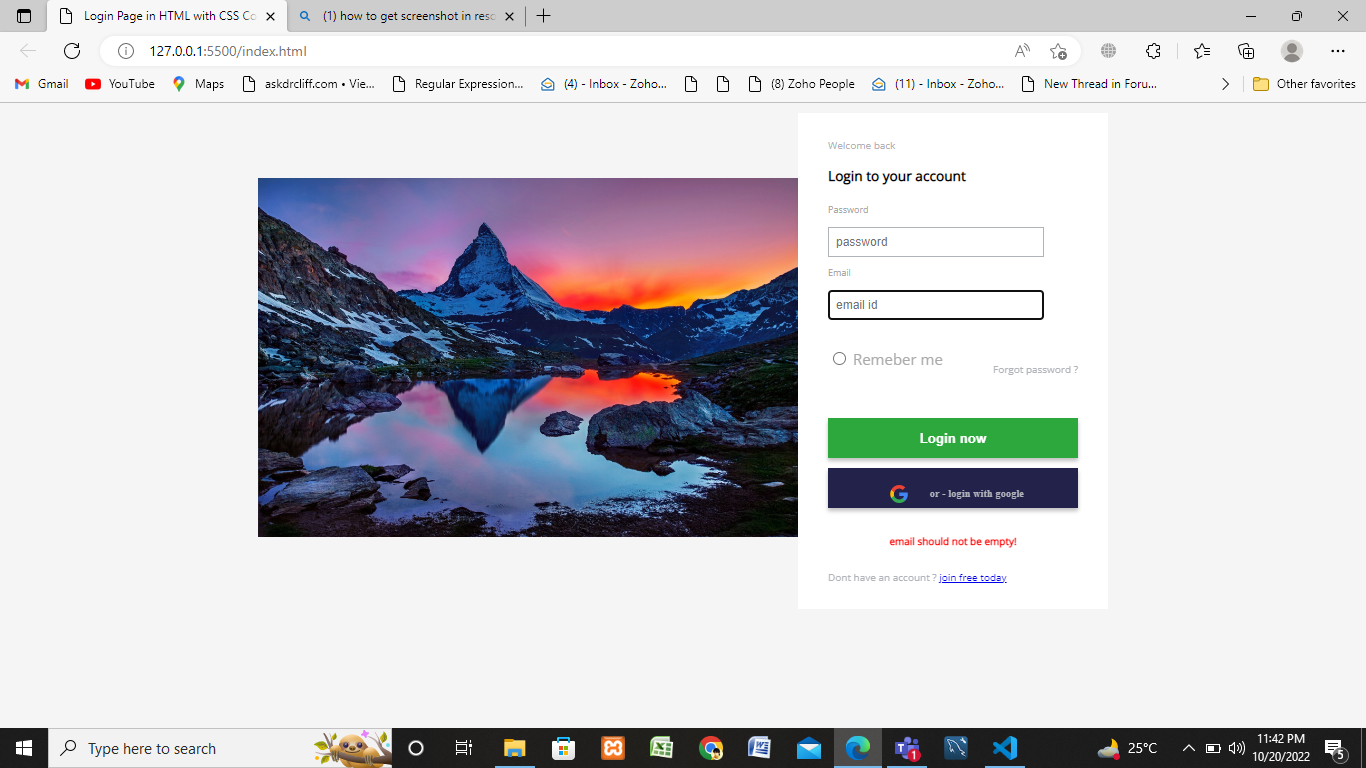 Login Page in HTML with CSS Co
(1) how to get screenshot in reso
127.0.0.1:5500/index.html
Gmail
YouTube
Maps
askdrcliff.com • Vie...
Regular Expression...
(4) - Inbox - Zoho...
(8) Zoho People
(11) - Inbox - Zoho...
New Thread in Foru...
Other favorites
Welcome back
Login to your account
Password
password
Email
email id
Remeber me
Forgot password ?
Login now
or - login with google
email should not be empty!
Dont have an account ? join free today
Type here to search
1
25°C
11:42 PM
10/20/2022
5